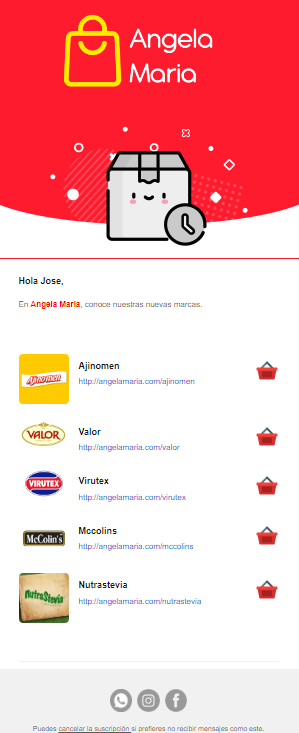 Angela
Maria
Hola Jose,
En Angela Maria, conoce nuestras nuevas marcas.
Ajinomen
Ajinomen
http://angelamaria.com/ajinomen
VALOR
Valor
http://angelamaria.com/valor
VIRUTEX
Virutex
http://angelamaria.com/virutex
McColin's
Mccolins
http://angelamaria.com/mccolins
NutraStevia
Nutrastevia
http://angelamaria.com/nutrastevia
Puedes cancelar la suscripción si prefieres no recibir mensajes como este.